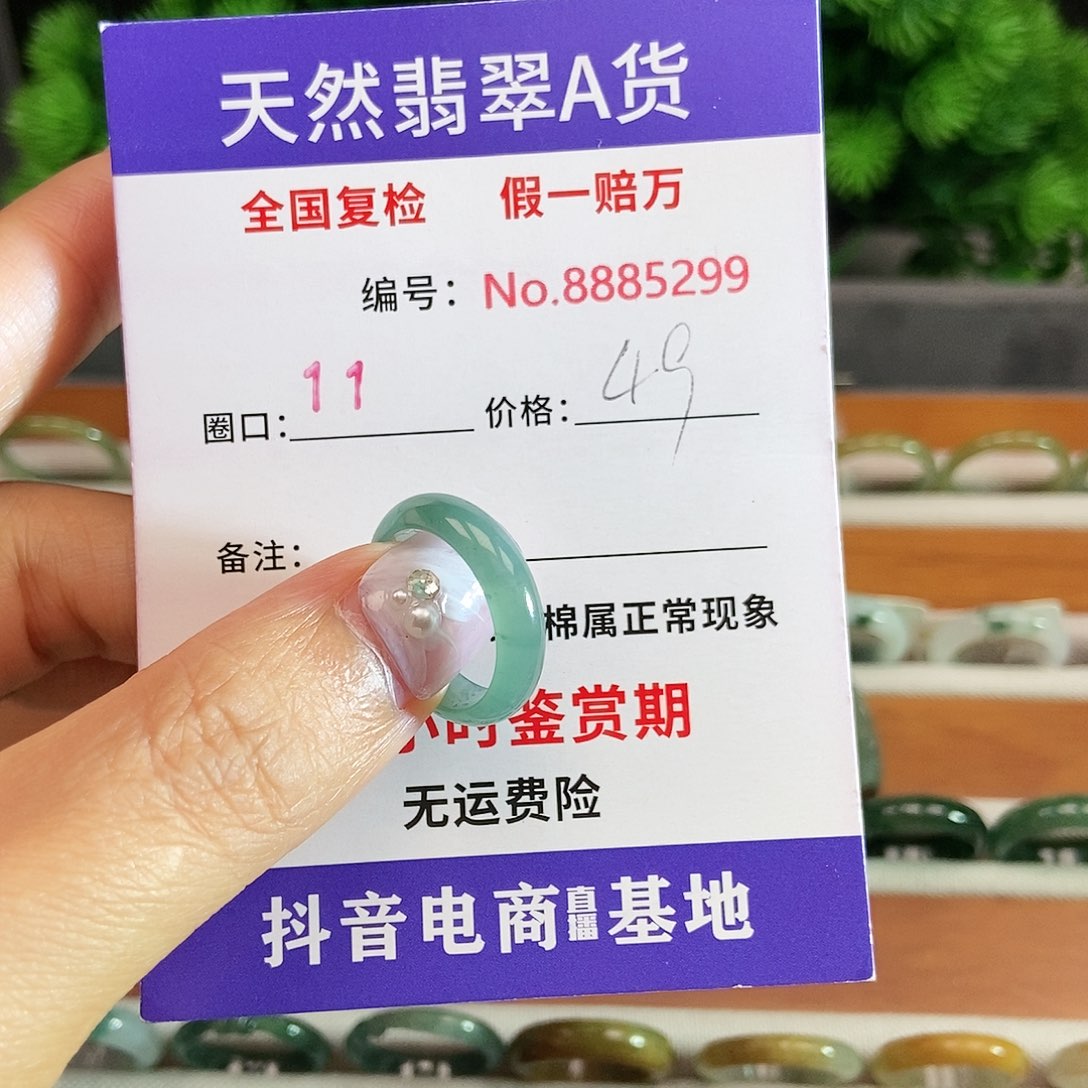 天然翡翠A货
全国复检 假一赔万
编号：No.8885299
圈口：11 价格：49
备注：
棉属正常现象
小时鉴赏期
无运费险
抖音电商直播基地